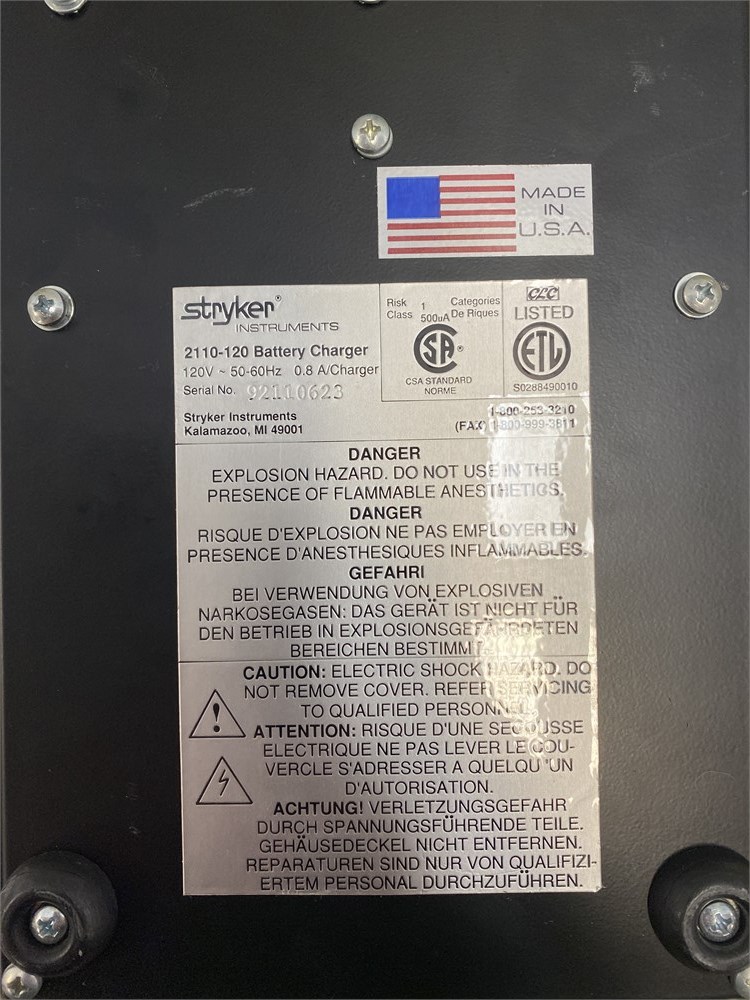 MADE
IN
U.S.A.
stryker®
INSTRUMENTS
2110-120 Battery Charger
120V ~ 50-60Hz 0.8 A/Charger
Serial No. 92110623
Stryker Instruments
Kalamazoo, MI 49001
Risk 1 Categories
Class 500uA De Riques
CSA®
CSA STANDARD
NORME
LISTED
ETL
S0288490010
1-800-253-3210
(FAX) 1-800-999-3811
DANGER
EXPLOSION HAZARD. DO NOT USE IN THE
PRESENCE OF FLAMMABLE ANESTHETICS.
DANGER
RISQUE D'EXPLOSION NE PAS EMPLOYER EN
PRESENCE D'ANESTHESIQUES INFLAMMABLES.
GEFAHR!
BEI VERWENDUNG VON EXPLOSIVEN
NARKOSEGASEN: DAS GERÄT IST NICHT FÜR
DEN BETRIEB IN EXPLOSIONSGEFÄHRDETEN
BEREICHEN BESTIMMT.
CAUTION: ELECTRIC SHOCK HAZARD. DO
NOT REMOVE COVER. REFER SERVICING
TO QUALIFIED PERSONNEL.
ATTENTION: RISQUE D'UNE SECOUSSE
ELECTRIQUE NE PAS LEVER LE COU-
VERCLE S'ADRESSER A QUELQU 'UN
D'AUTORISATION.
ACHTUNG! VERLETZUNGSGEFAHR
DURCH SPANNUNGSFÜHRENDE TEILE.
GEHÄUSEDECKEL NICHT ENTFERNEN.
REPARATUREN SIND NUR VON QUALIFIZI-
ERTEM PERSONAL DURCHZUFÜHREN.